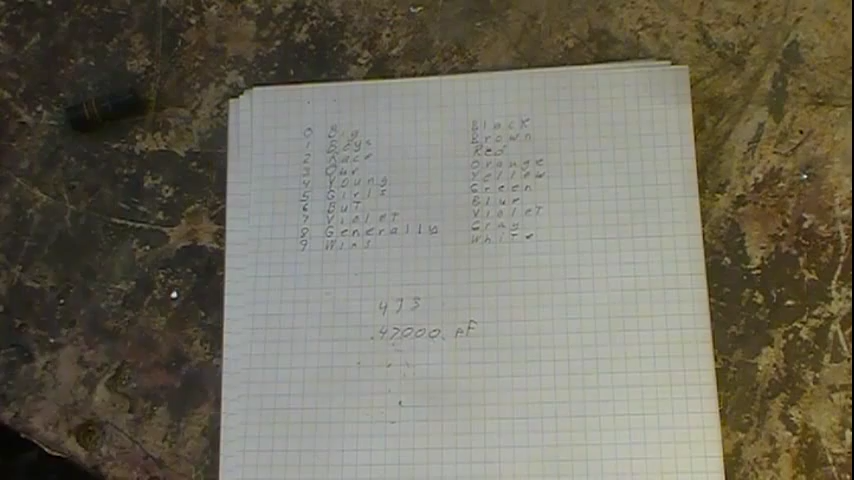 0 Big Black
1 Boys Brown
2 Race Red
3 Our Orange
4 Young Yellow
5 Girls Green
6 But Blue
7 Violet Violet
8 Generally Gray
9 Wins White
473
.47000. pF